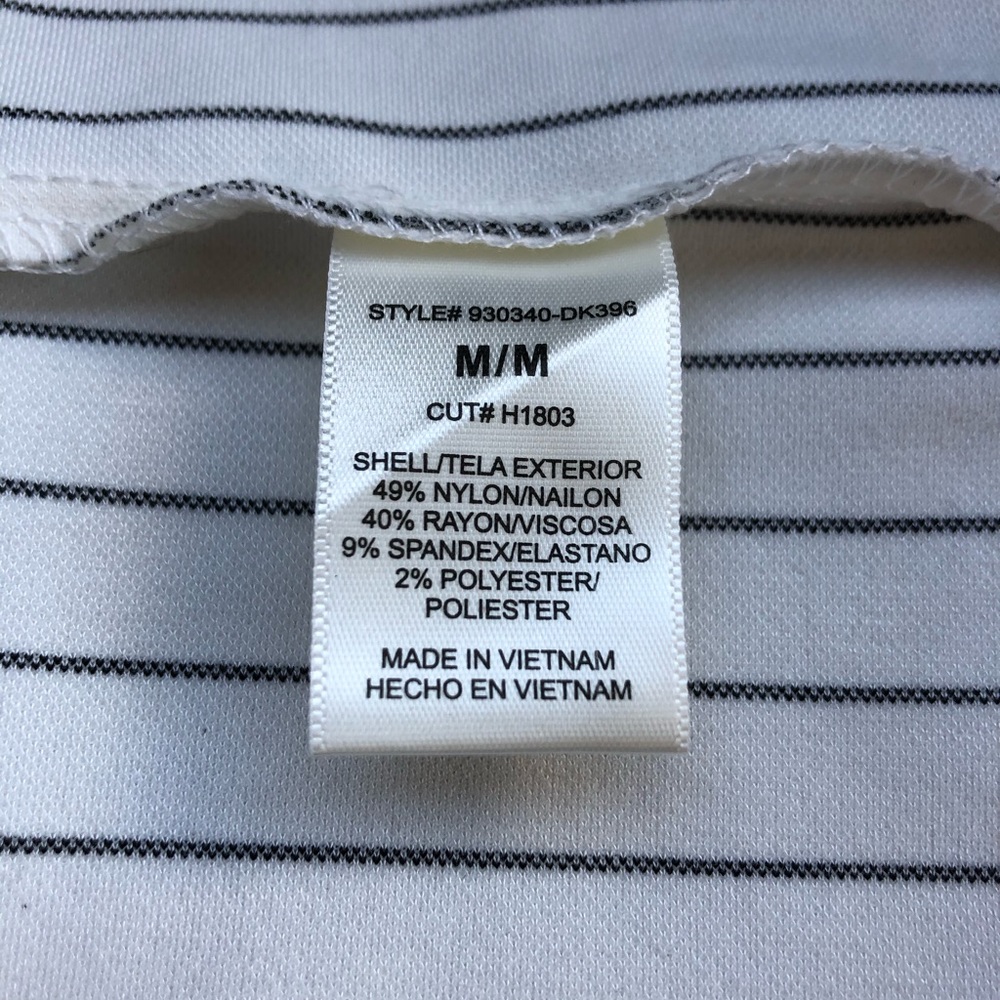 STYLE# 930340-DK396
M/M
CUT# H1803
SHELL/TELA EXTERIOR
49% NYLON/NAILON
40% RAYON/VISCOSA
9% SPANDEX/ELASTANO
2% POLYESTER/
POLIESTER
MADE IN VIETNAM
HECHO EN VIETNAM